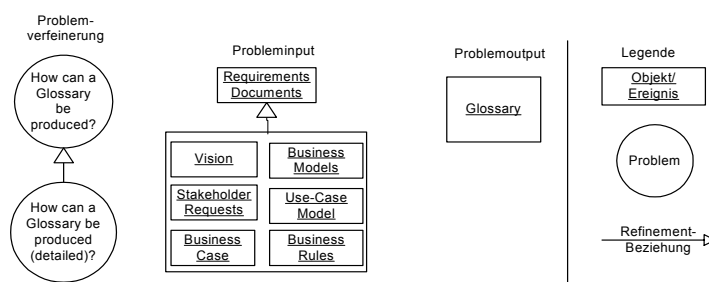 Problem-
verfeinerung
How can a
Glossary
be
produced?
How can a
Glossary be
produced
(detailed)?
Probleminput
Requirements
Documents
Vision
Business
Models
Stakeholder
Requests
Use-Case
Model
Business
Case
Business
Rules
Problemoutput
Glossary
Legende
Objekt/
Ereignis
Problem
Refinement-
Beziehung